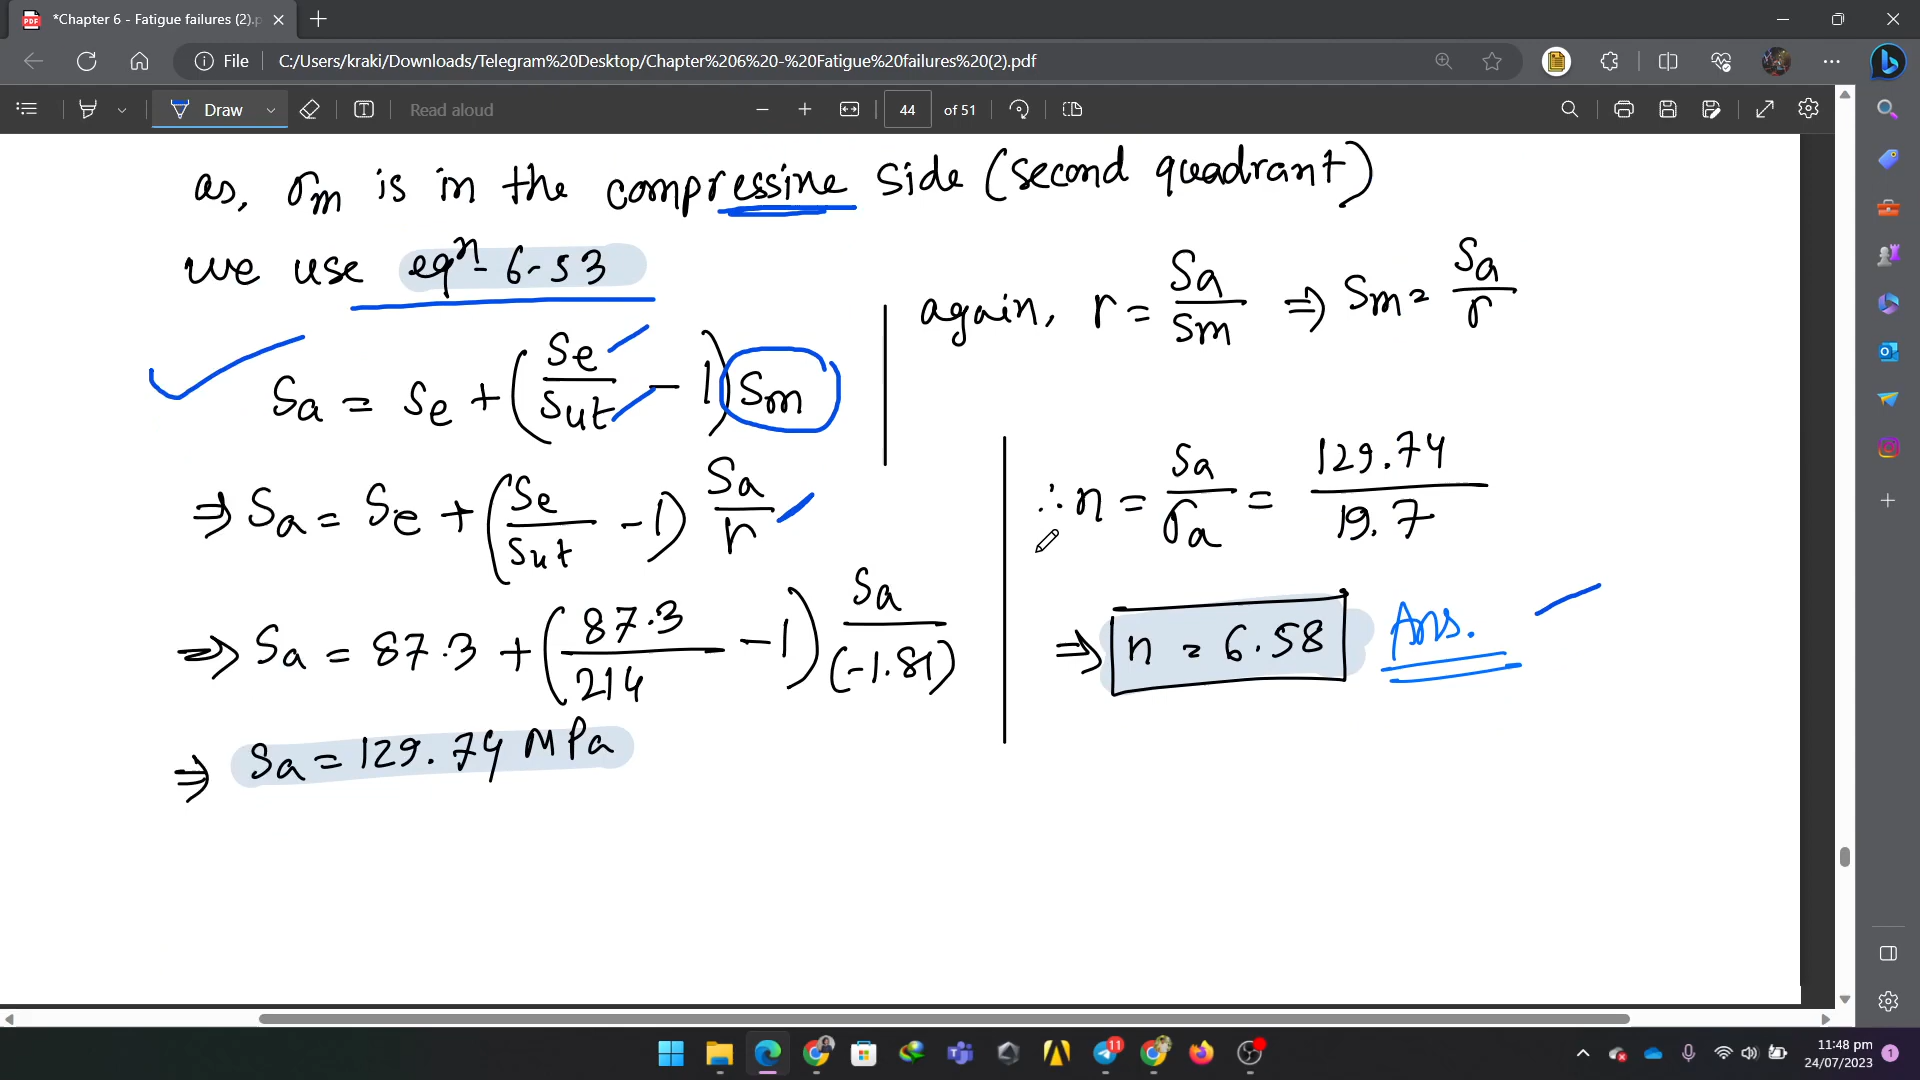 *Chapter 6 - Fatigue failures (2).p
File
C:/Users/kraki/Downloads/Telegram%20Desktop/Chapter%206%20-%20Fatigue%20failures%20(2).pdf
Draw
Read aloud
44 of 51
as, σm is in the compressine side (second quadrant)
we use eqⁿ- 6-53
Sa = Se + (Se/Sut - 1) Sm
again, r = Sa/Sm ⇒ Sm = Sa/r
⇒ Sa = Se + (Se/Sut - 1) Sa/r
∴ n = Sa/σa = 129.74/19.7
⇒ Sa = 87.3 + (87.3/214 - 1) Sa/(-1.81)
⇒ n = 6.58 Ans.
⇒ Sa = 129.74 MPa
11
11:48 pm
24/07/2023
1